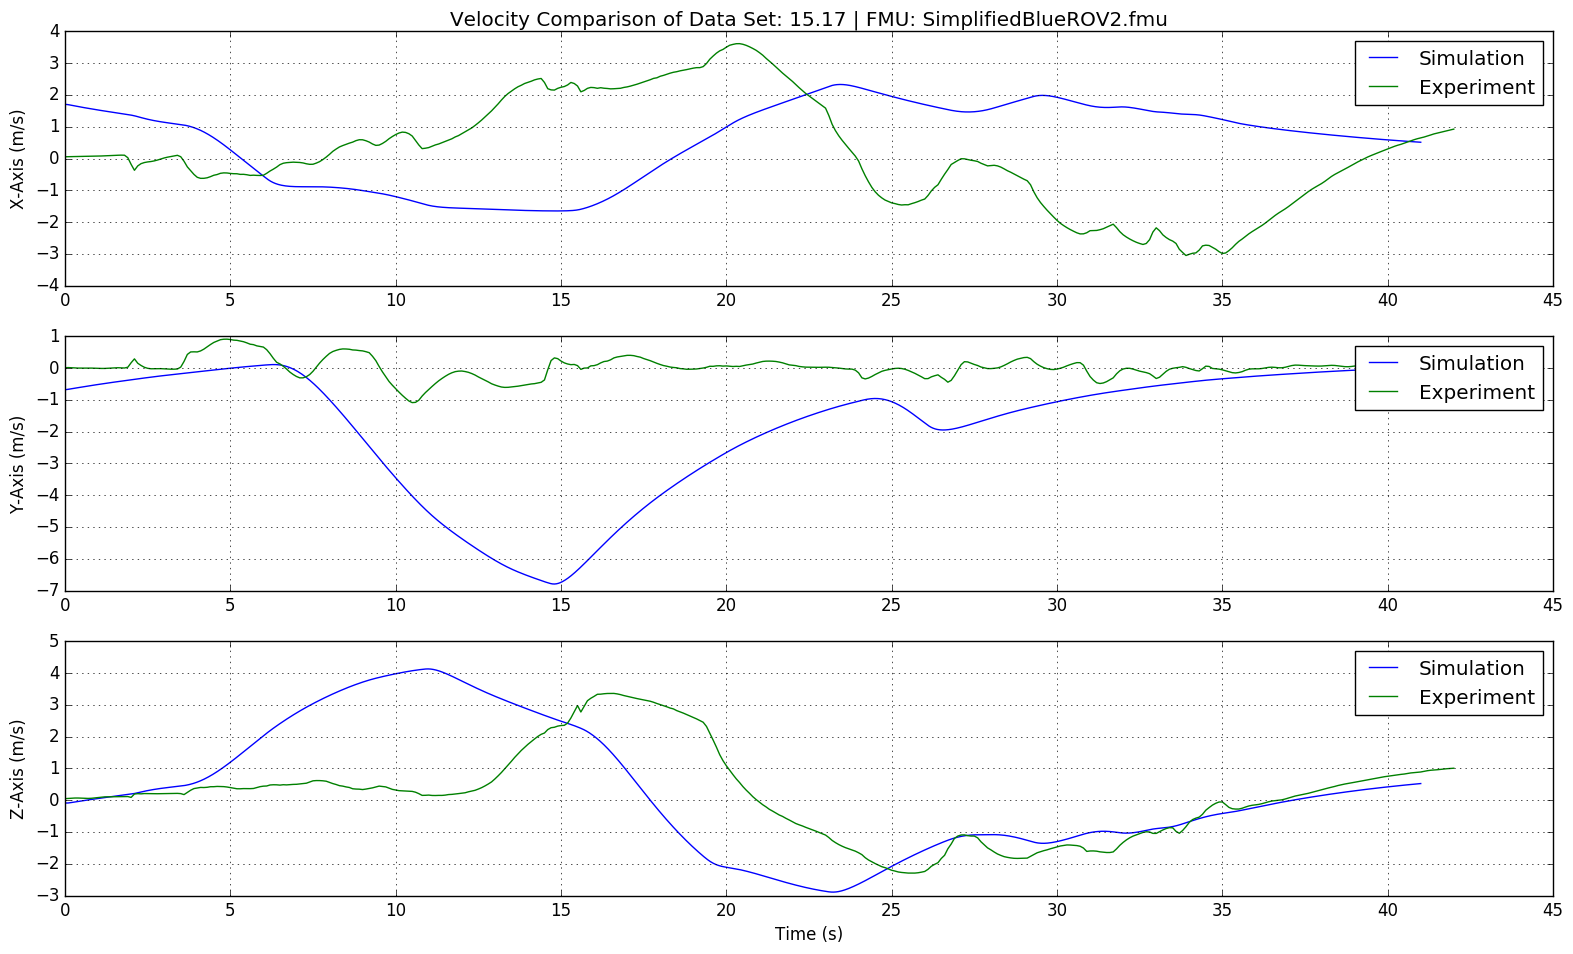 Velocity Comparison of Data Set: 15.17 | FMU: SimplifiedBlueROV2.fmu
4
3
2
1
0
−1
−2
−3
−4
X-Axis (m/s)
Simulation
Experiment
0 5 10 15 20 25 30 35 40 45
1
0
−1
−2
−3
−4
−5
−6
−7
Y-Axis (m/s)
Simulation
Experiment
0 5 10 15 20 25 30 35 40 45
5
4
3
2
1
0
−1
−2
−3
Z-Axis (m/s)
Simulation
Experiment
0 5 10 15 20 25 30 35 40 45
Time (s)